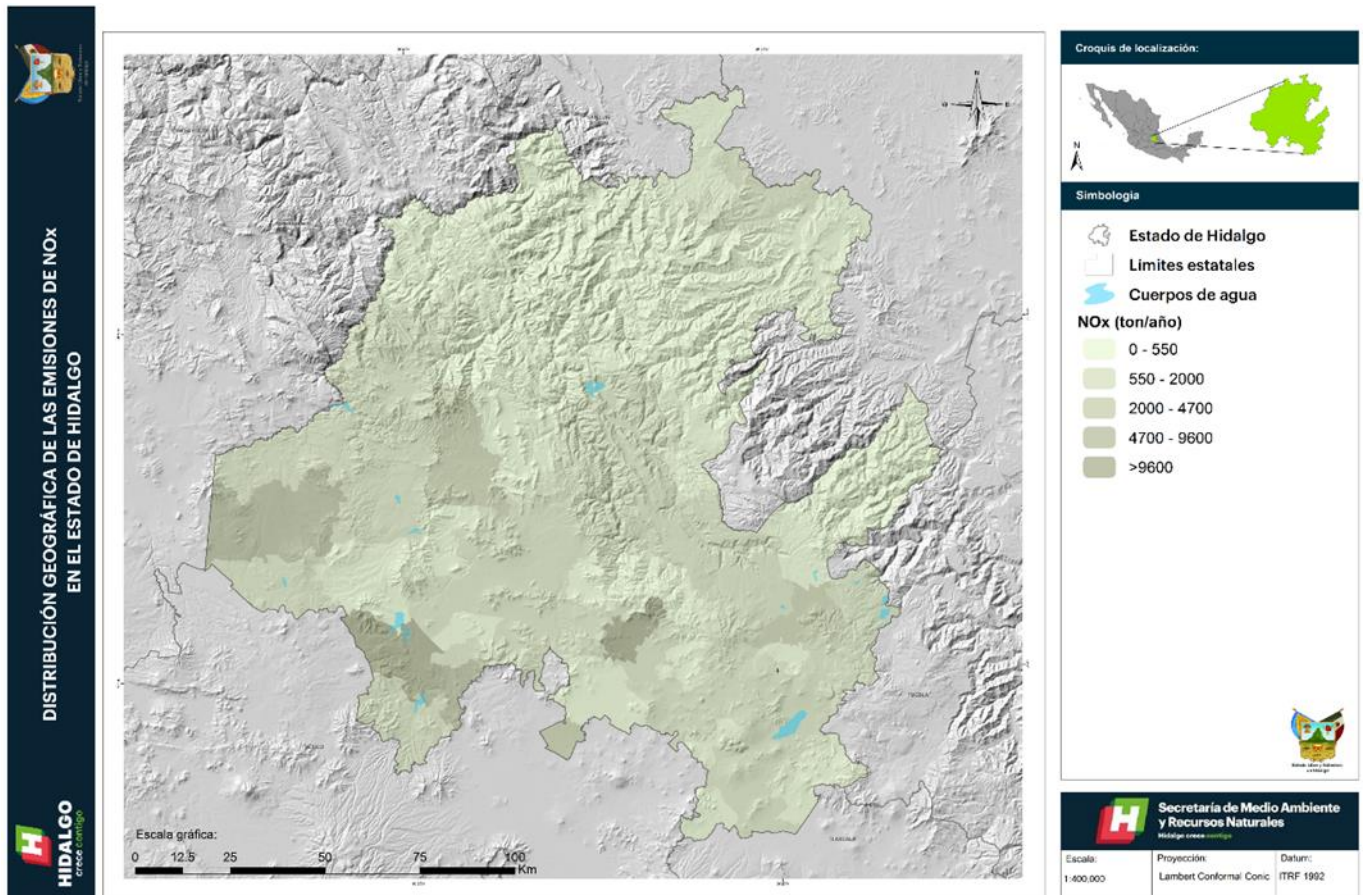 DISTRIBUCIÓN GEOGRÁFICA DE LAS EMISIONES DE NOx
EN EL ESTADO DE HIDALGO
HIDALGO
crece contigo
N
Escala gráfica:
0 12.5 25 50 75 100
Km
Croquis de localización:
N
Simbología
Estado de Hidalgo
Limites estatales
Cuerpos de agua
NOx (ton/año)
0 - 550
550 - 2000
2000 - 4700
4700 - 9600
>9600
H
Secretaría de Medio Ambiente
y Recursos Naturales
Hidalgo crece contigo
Escala:
1:400,000
Proyección:
Lambert Conformal Conic
Datum:
ITRF 1992